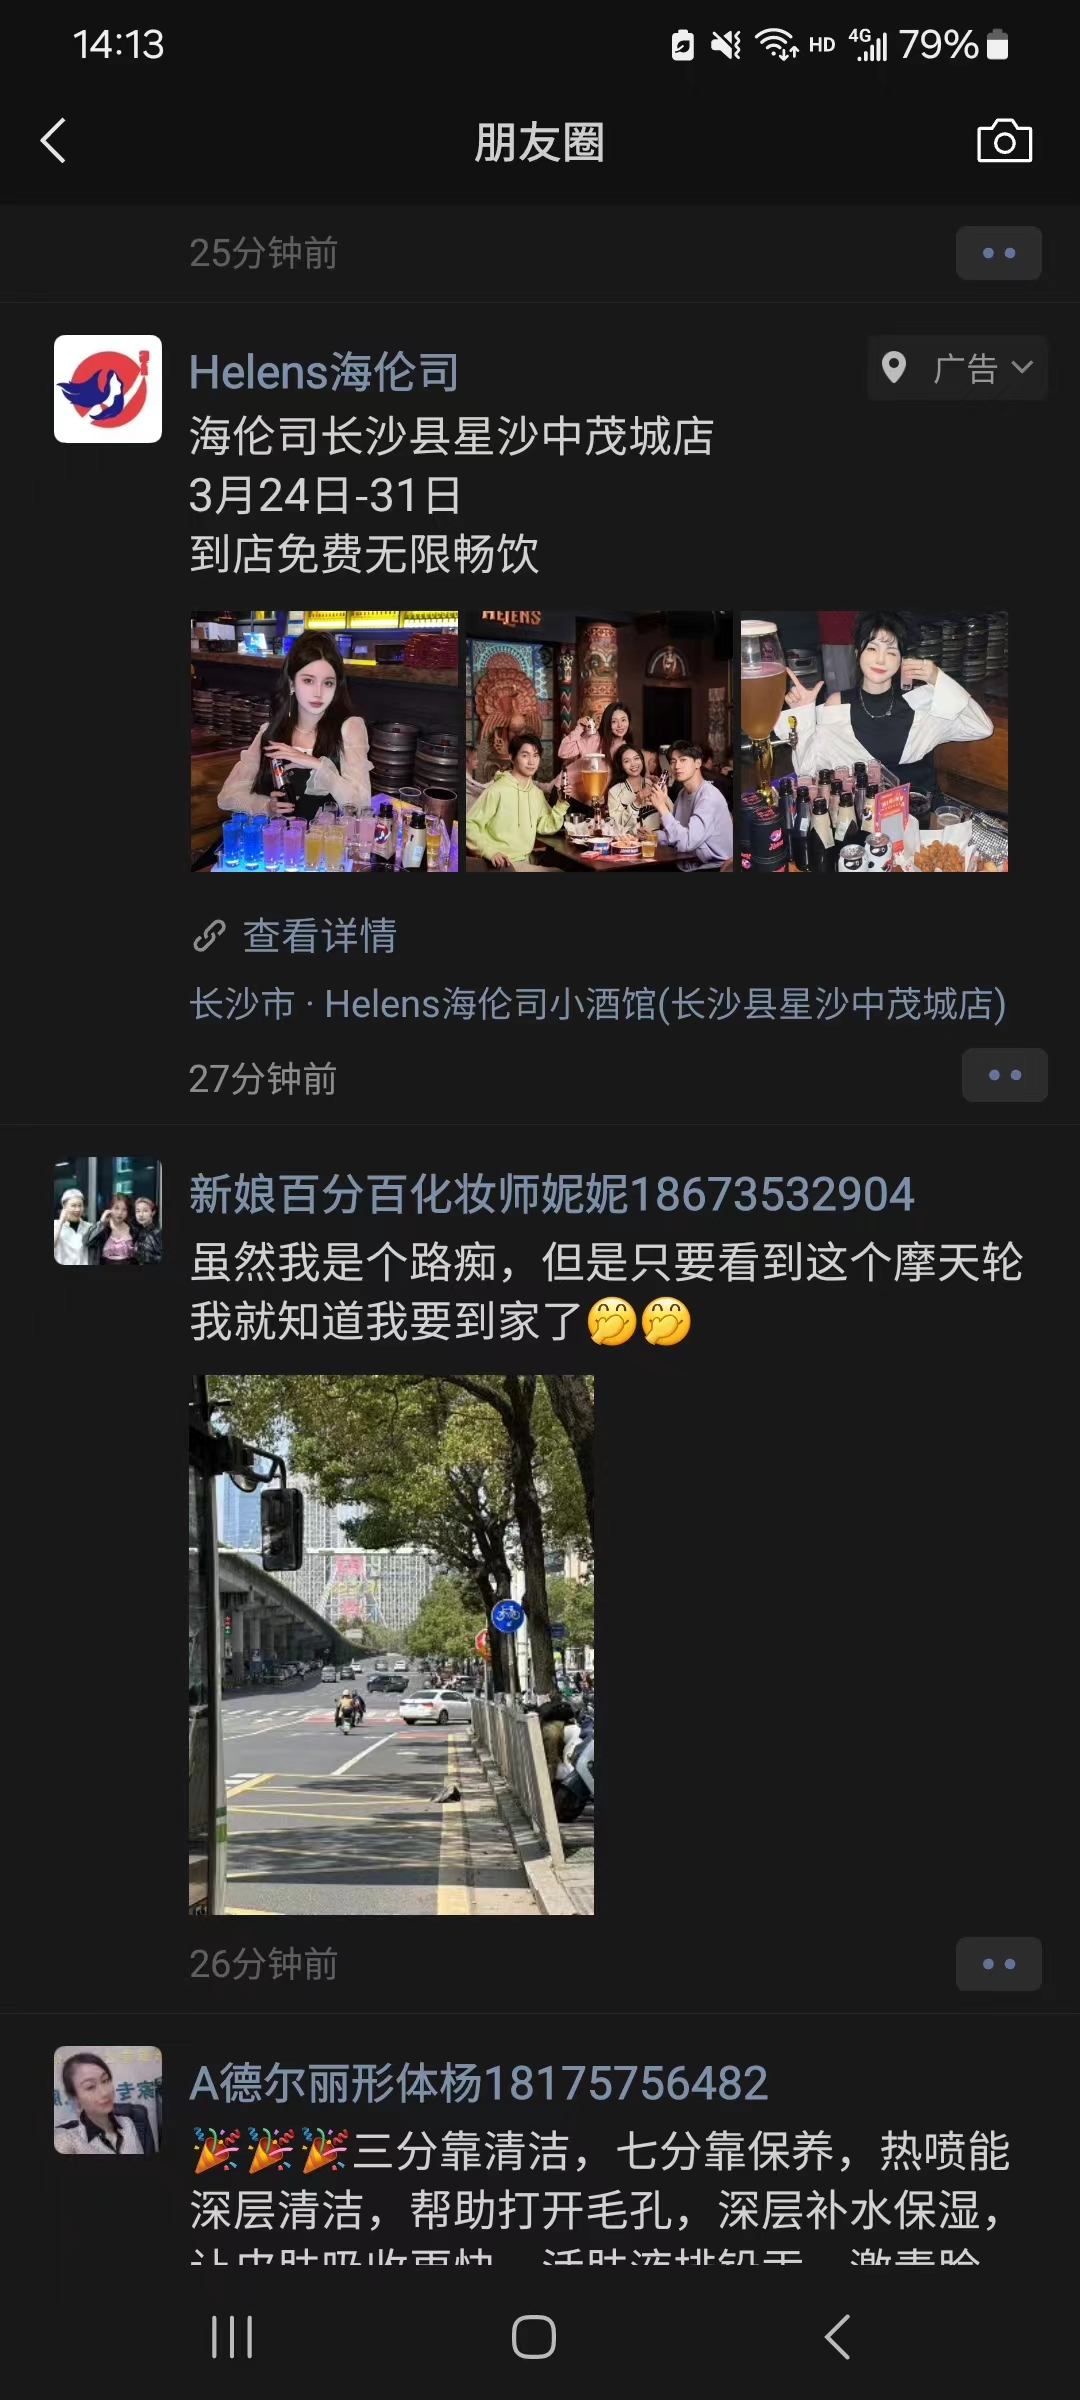 14:13
HD 4G 79%
朋友圈
25分钟前
Helens海伦司
广告
海伦司长沙县星沙中茂城店
3月24日-31日
到店免费无限畅饮
HELENS
查看详情
长沙市 · Helens海伦司小酒馆(长沙县星沙中茂城店)
27分钟前
新娘百分百化妆师妮妮18673532904
虽然我是个路痴，但是只要看到这个摩天轮
我就知道我要到家了🤭🤭
26分钟前
A德尔丽形体杨18175756482
🎉🎉🎉三分靠清洁，七分靠保养，热喷能
深层清洁，帮助打开毛孔，深层补水保湿，